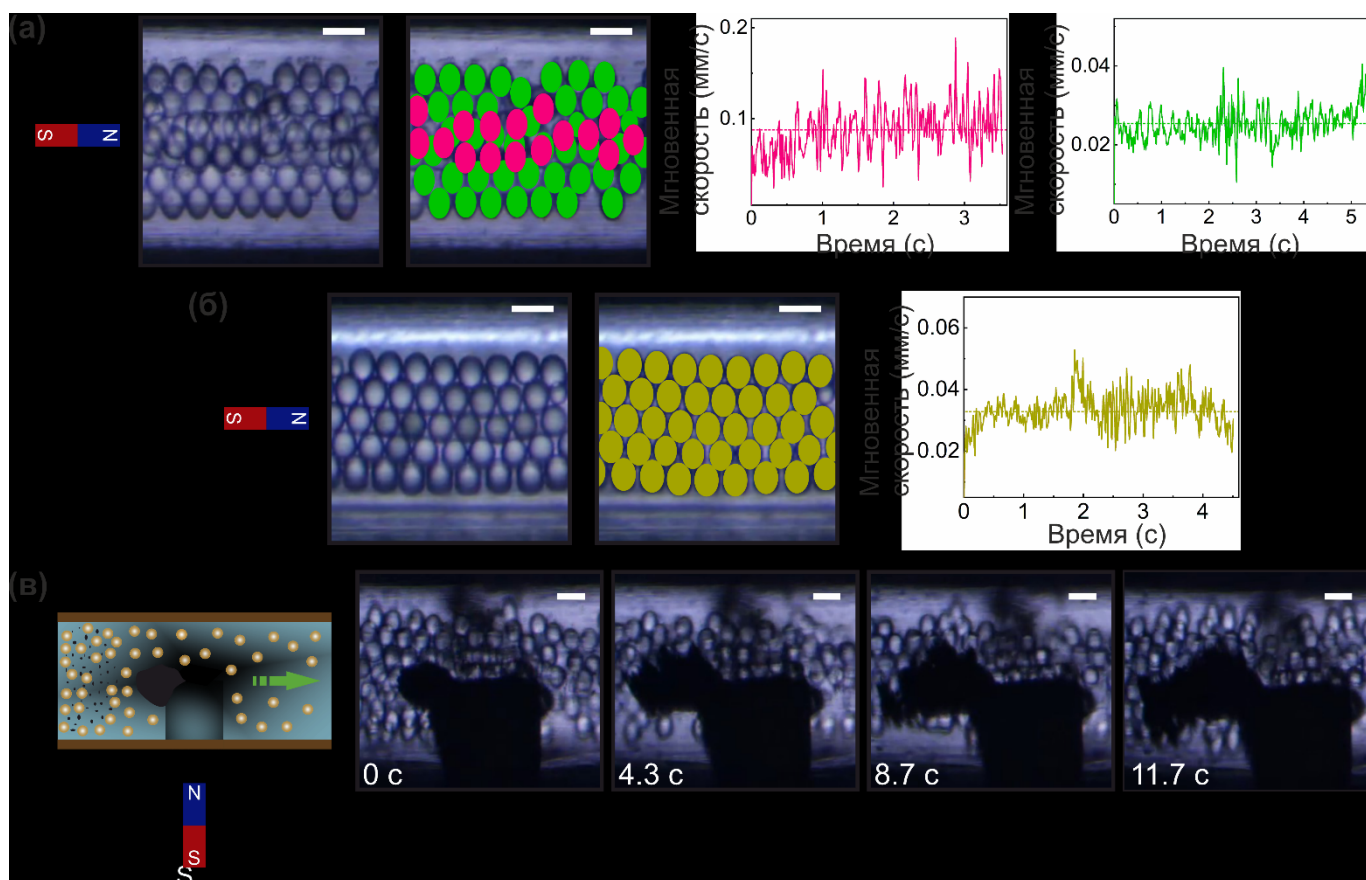 (а)
S N
Мгновенная
скорость (мм/с)
0.2
0.1
0 1 2 3
Время (с)
Мгновенная
скорость (мм/с)
0.04
0.02
0 1 2 3 4 5
Время (с)
(б)
S N
Мгновенная
скорость (мм/с)
0.06
0.04
0.02
0 1 2 3 4
Время (с)
(в)
0 с
4.3 с
8.7 с
11.7 с
N
S
S